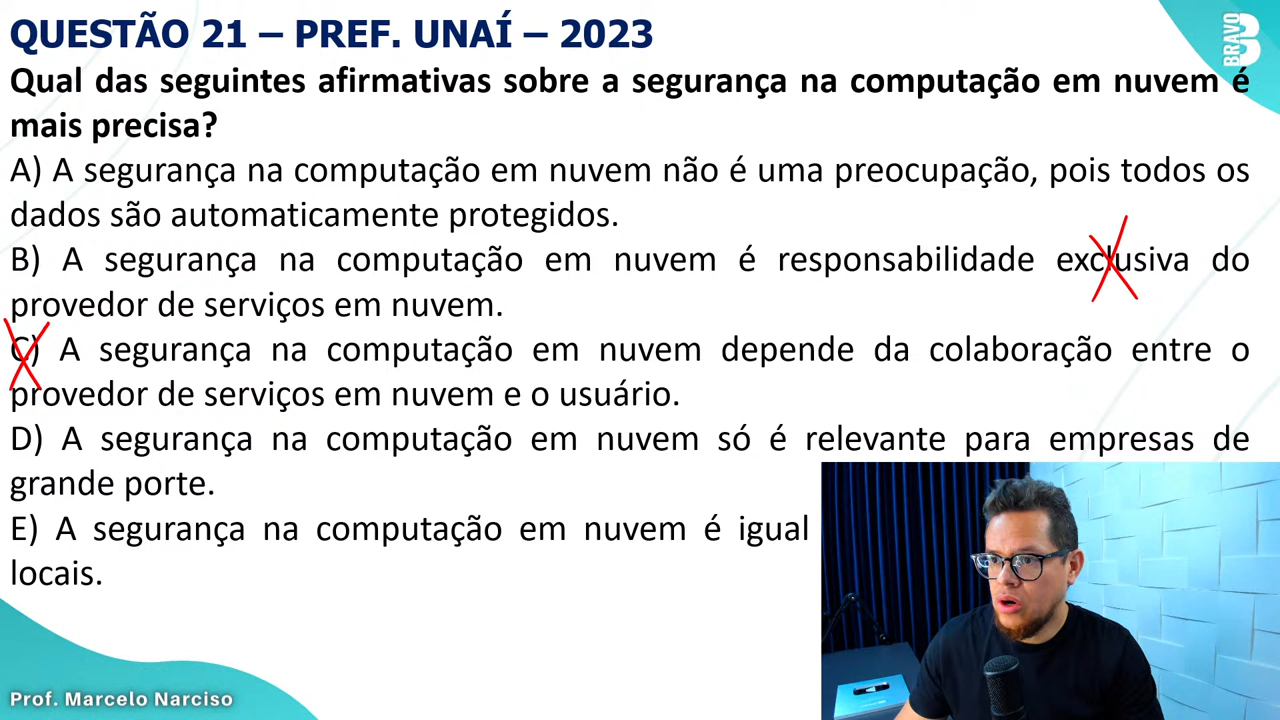 QUESTÃO 21 – PREF. UNAÍ – 2023
BRAVO
Qual das seguintes afirmativas sobre a segurança na computação em nuvem é
mais precisa?
A) A segurança na computação em nuvem não é uma preocupação, pois todos os
dados são automaticamente protegidos.
B) A segurança na computação em nuvem é responsabilidade exclusiva do
provedor de serviços em nuvem.
C) A segurança na computação em nuvem depende da colaboração entre o
provedor de serviços em nuvem e o usuário.
D) A segurança na computação em nuvem só é relevante para empresas de
grande porte.
E) A segurança na computação em nuvem é igual
locais.
Prof. Marcelo Narciso